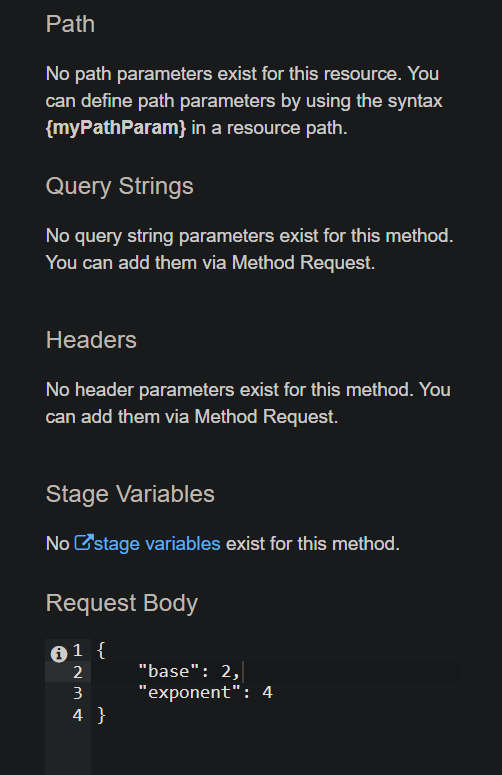 Path
No path parameters exist for this resource. You
can define path parameters by using the syntax
{myPathParam} in a resource path.
Query Strings
No query string parameters exist for this method.
You can add them via Method Request.
Headers
No header parameters exist for this method. You
can add them via Method Request.
Stage Variables
No stage variables exist for this method.
Request Body
1 {
2     "base": 2,
3     "exponent": 4
4 }